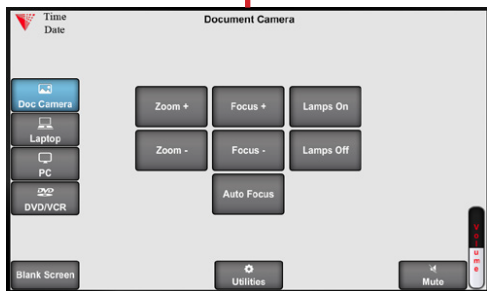 Time
Date
Document Camera
Doc Camera
Laptop
PC
DVD
DVD/VCR
Zoom +
Focus +
Lamps On
Zoom -
Focus -
Lamps Off
Auto Focus
Blank Screen
Utilities
Mute
Volume